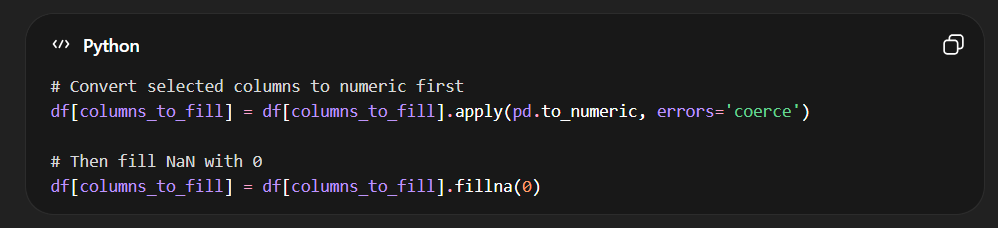 Python
# Convert selected columns to numeric first
df[columns_to_fill] = df[columns_to_fill].apply(pd.to_numeric, errors='coerce')
# Then fill NaN with 0
df[columns_to_fill] = df[columns_to_fill].fillna(0)